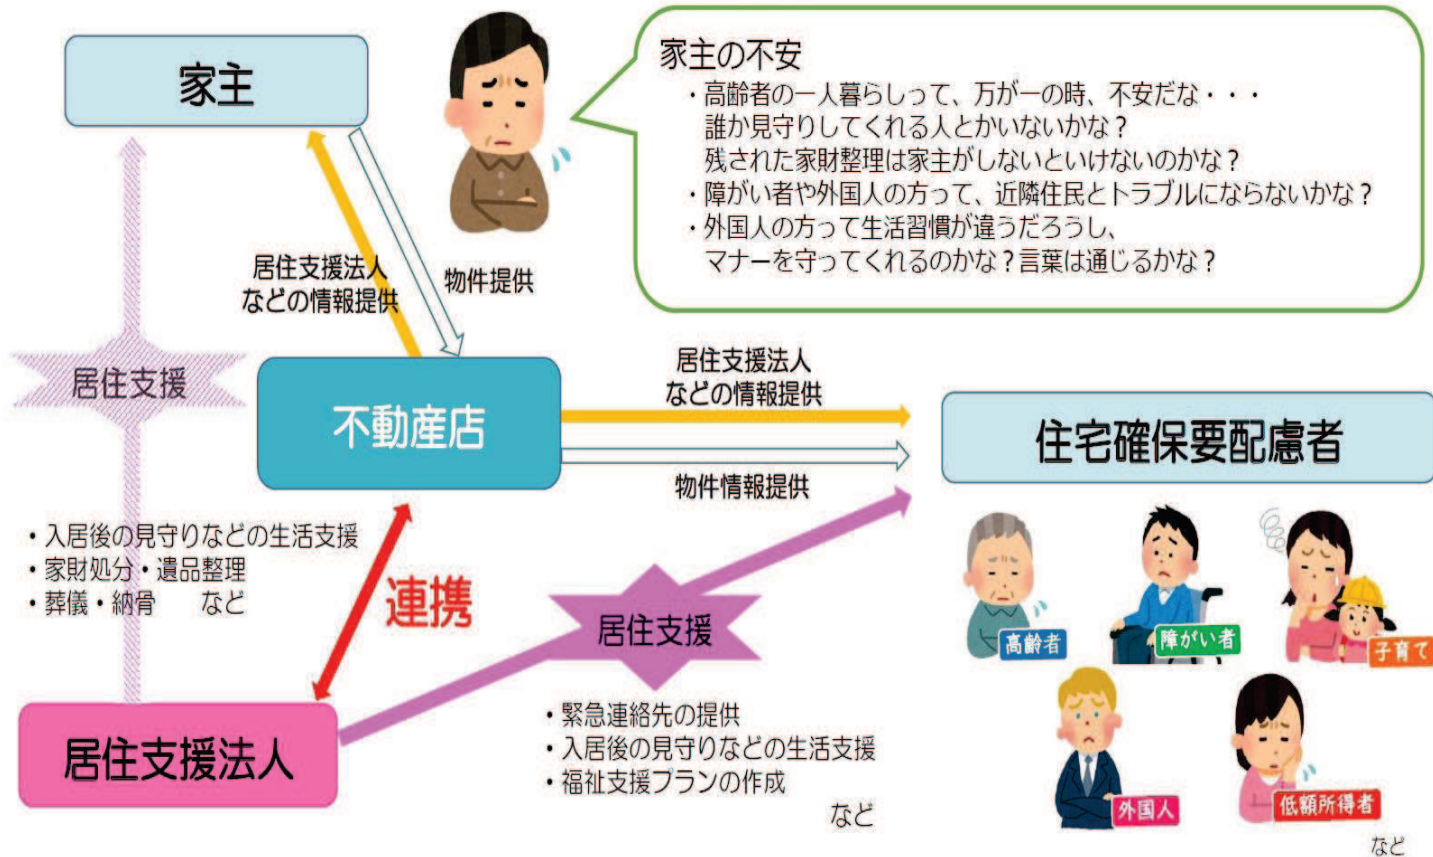 家主
家主の不安
・高齢者の一人暮らしって、万が一の時、不安だな・・・
誰か見守りしてくれる人とかいないかな？
残された家財整理は家主がしないといけないのかな？
・障がい者や外国人の方って、近隣住民とトラブルにならないかな？
・外国人の方って生活習慣が違うだろうし、
マナーを守ってくれるのかな？言葉は通じるかな？
居住支援法人
などの情報提供
物件提供
居住支援
不動産店
居住支援法人
などの情報提供
物件情報提供
住宅確保要配慮者
・入居後の見守りなどの生活支援
・家財処分・遺品整理
・葬儀・納骨　など
連携
居住支援
高齢者
障がい者
子育て
居住支援法人
・緊急連絡先の提供
・入居後の見守りなどの生活支援
・福祉支援プランの作成
など
外国人
低額所得者
など